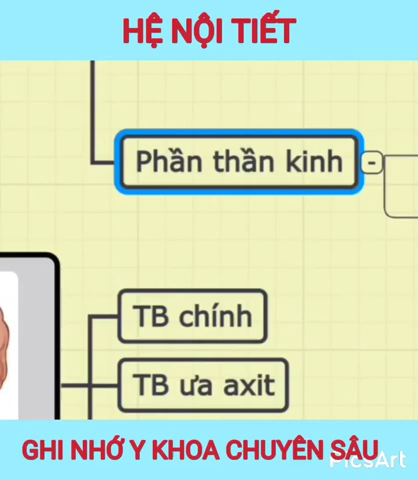 HỆ NỘI TIẾT
Phần thần kinh
TB chính
TB ưa axit
GHI NHỚ Y KHOA CHUYÊN SÂU
PicsArt